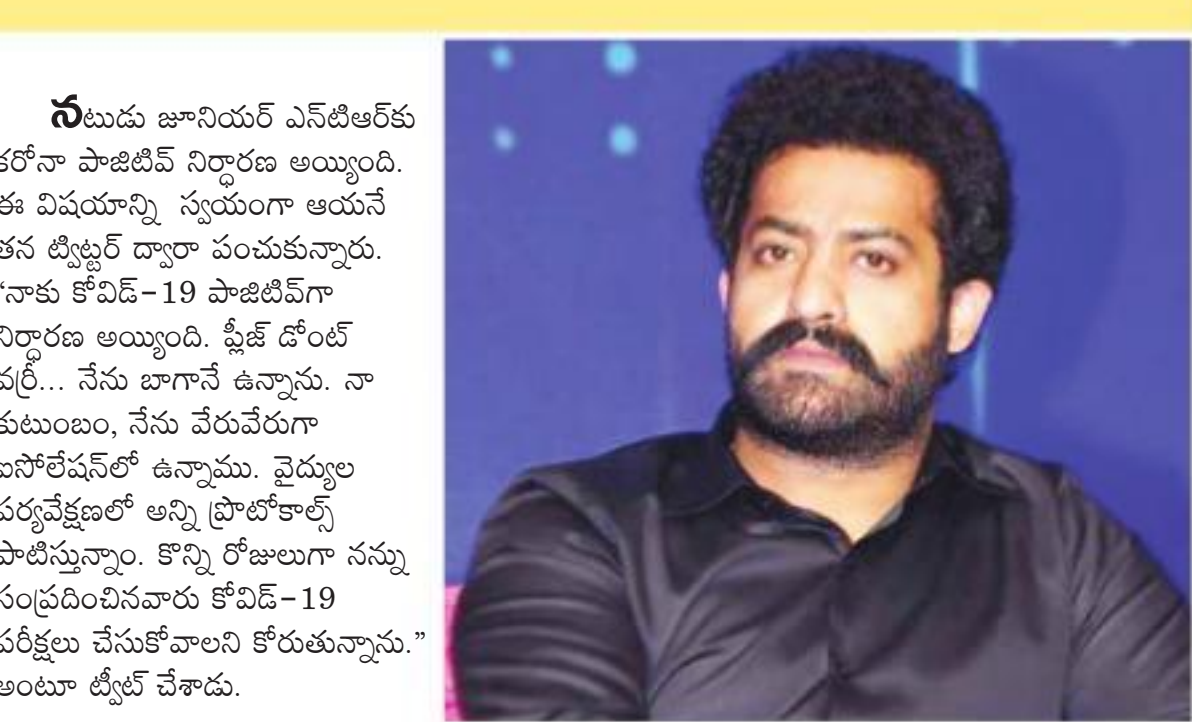 నటుడు జూనియర్ ఎన్‌టిఆర్‌కు
కరోనా పాజిటివ్ నిర్ధారణ అయ్యింది.
ఈ విషయాన్ని స్వయంగా ఆయనే
తన ట్విట్టర్ ద్వారా పంచుకున్నారు.
“నాకు కోవిడ్-19 పాజిటివ్‌గా
నిర్ధారణ అయ్యింది. ప్లీజ్ డోంట్
వర్రీ... నేను బాగానే ఉన్నాను. నా
కుటుంబం, నేను వేరువేరుగా
ఐసోలేషన్‌లో ఉన్నాము. వైద్యుల
పర్యవేక్షణలో అన్ని ప్రొటోకాల్స్
పాటిస్తున్నాం. కొన్ని రోజులుగా నన్ను
సంప్రదించినవారు కోవిడ్-19
పరీక్షలు చేసుకోవాలని కోరుతున్నాను.”
అంటూ ట్వీట్ చేశాడు.